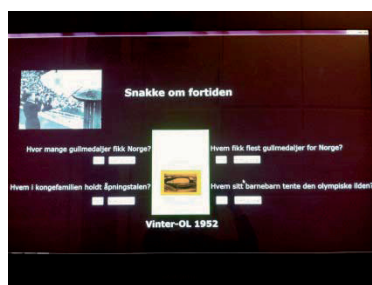 Snakke om fortiden
Hvor mange gullmedaljer fikk Norge?
Hvem fikk flest gullmedaljer for Norge?
Hvem i kongefamilien holdt åpningstalen?
Hvem sitt barnebarn tente den olympiske ilden?
Vinter-OL 1952